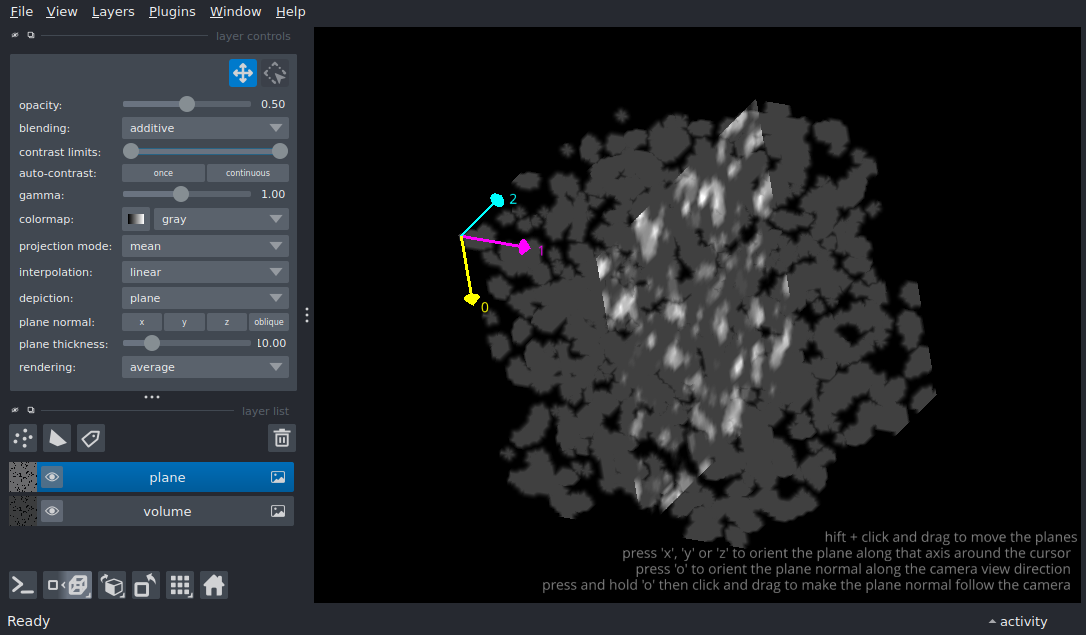 File View Layers Plugins Window Help
layer controls
opacity: 0.50
blending: additive
contrast limits:
auto-contrast: once continuous
gamma: 1.00
colormap: gray
projection mode: mean
interpolation: linear
depiction: plane
plane normal: x y z oblique
plane thickness: 10.00
rendering: average
layer list
plane
volume
2
1
0
hift + click and drag to move the planes
press 'x', 'y' or 'z' to orient the plane along that axis around the cursor
press 'o' to orient the plane normal along the camera view direction
press and hold 'o' then click and drag to make the plane normal follow the camera
Ready activity